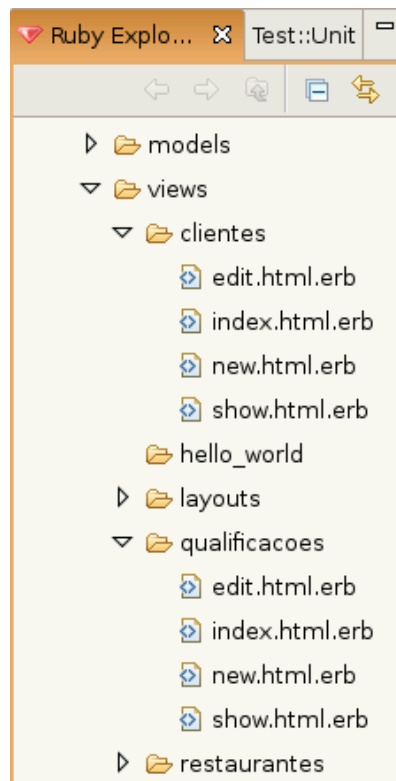 Ruby Explo... Test::Unit
models
views
clientes
edit.html.erb
index.html.erb
new.html.erb
show.html.erb
hello_world
layouts
qualificacoes
edit.html.erb
index.html.erb
new.html.erb
show.html.erb
restaurantes